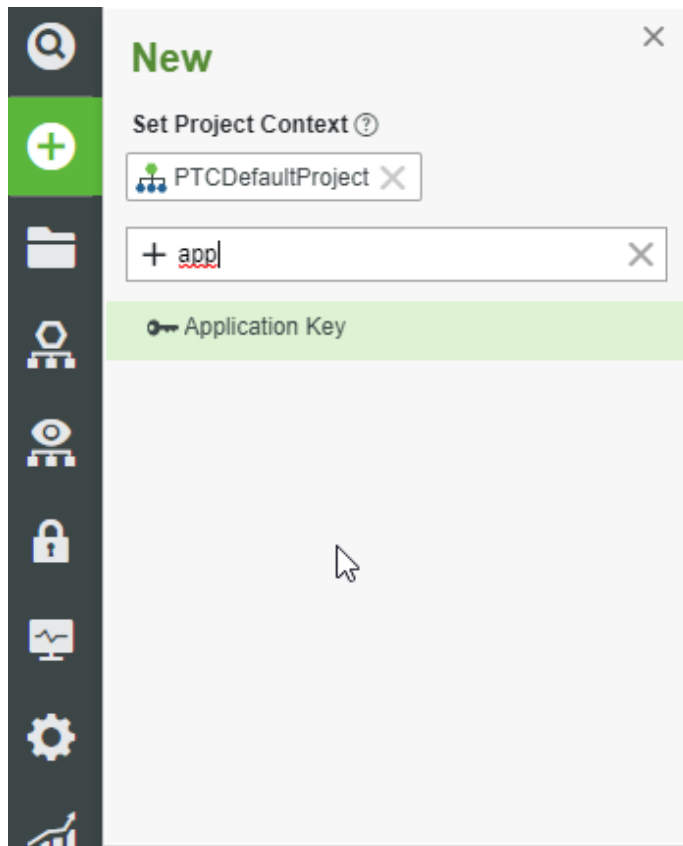 New
Set Project Context
PTCDefaultProject
app
Application Key